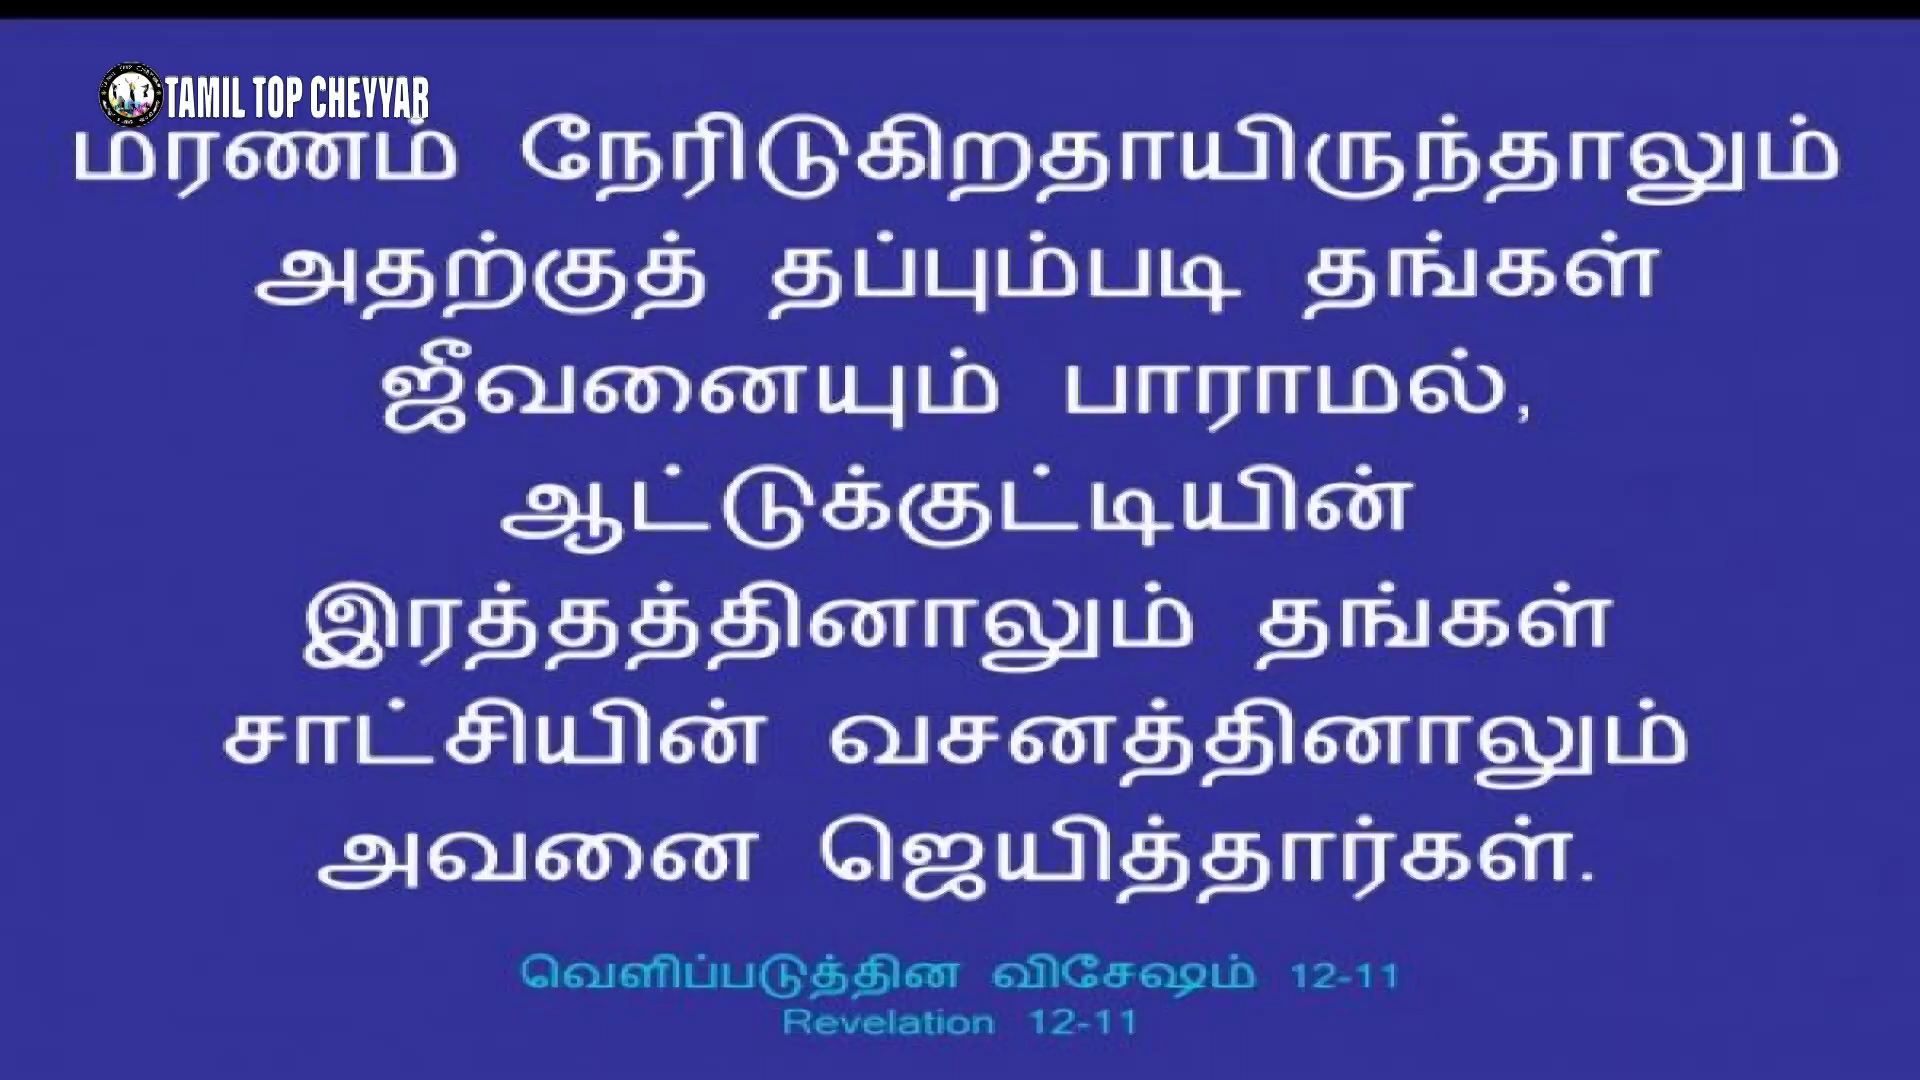 TAMIL TOP CHEYYAR
மரணம் நேரிடுகிறதாயிருந்தாலும்
அதற்குத் தப்பும்படி தங்கள்
ஜீவனையும் பாராமல்,
ஆட்டுக்குட்டியின்
இரத்தத்தினாலும் தங்கள்
சாட்சியின் வசனத்தினாலும்
அவனை ஜெயித்தார்கள்.
வெளிப்படுத்தின விசேஷம் 12-11
Revelation 12-11